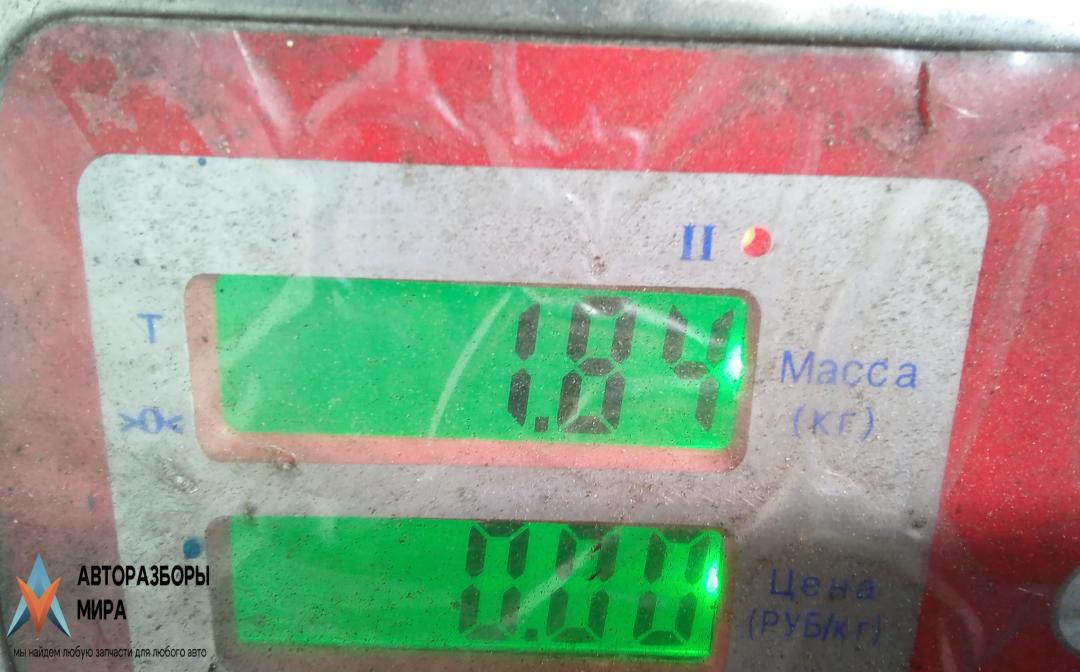 II
T
1.84
Масса
(кг)
>0<
0.00
Цена
(РУБ/кг)
АВТОРАЗБОРЫ
МИРА
мы найдем любую запчасти для любого авто